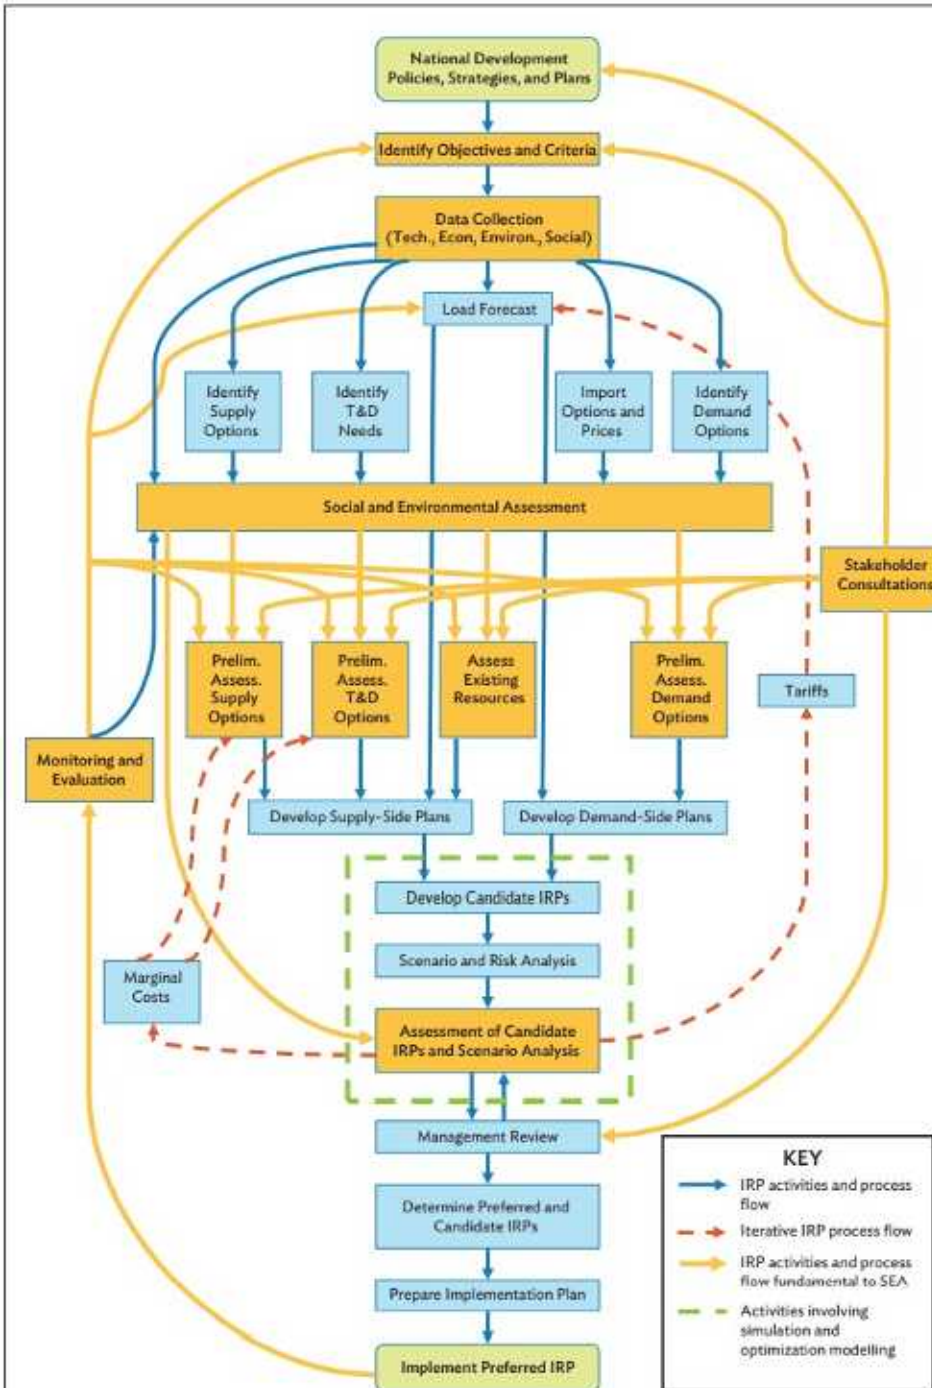 National Development
Policies, Strategies, and Plans
Identify Objectives and Criteria
Data Collection
(Tech., Econ, Environ., Social)
Load Forecast
Identify
Supply
Options
Identify
T&D
Needs
Import
Options and
Prices
Identify
Demand
Options
Social and Environmental Assessment
Stakeholder
Consultations
Prelim.
Assess.
Supply
Options
Prelim.
Assess.
T&D
Options
Assess
Existing
Resources
Prelim.
Assess.
Demand
Options
Tariffs
Monitoring and
Evaluation
Develop Supply-Side Plans
Develop Demand-Side Plans
Develop Candidate IRPs
Scenario and Risk Analysis
Marginal
Costs
Assessment of Candidate
IRPs and Scenario Analysis
Management Review
Determine Preferred and
Candidate IRPs
Prepare Implementation Plan
Implement Preferred IRP
KEY
IRP activities and process
flow
Iterative IRP process flow
IRP activities and process
flow fundamental to SEA
Activities involving
simulation and
optimization modelling